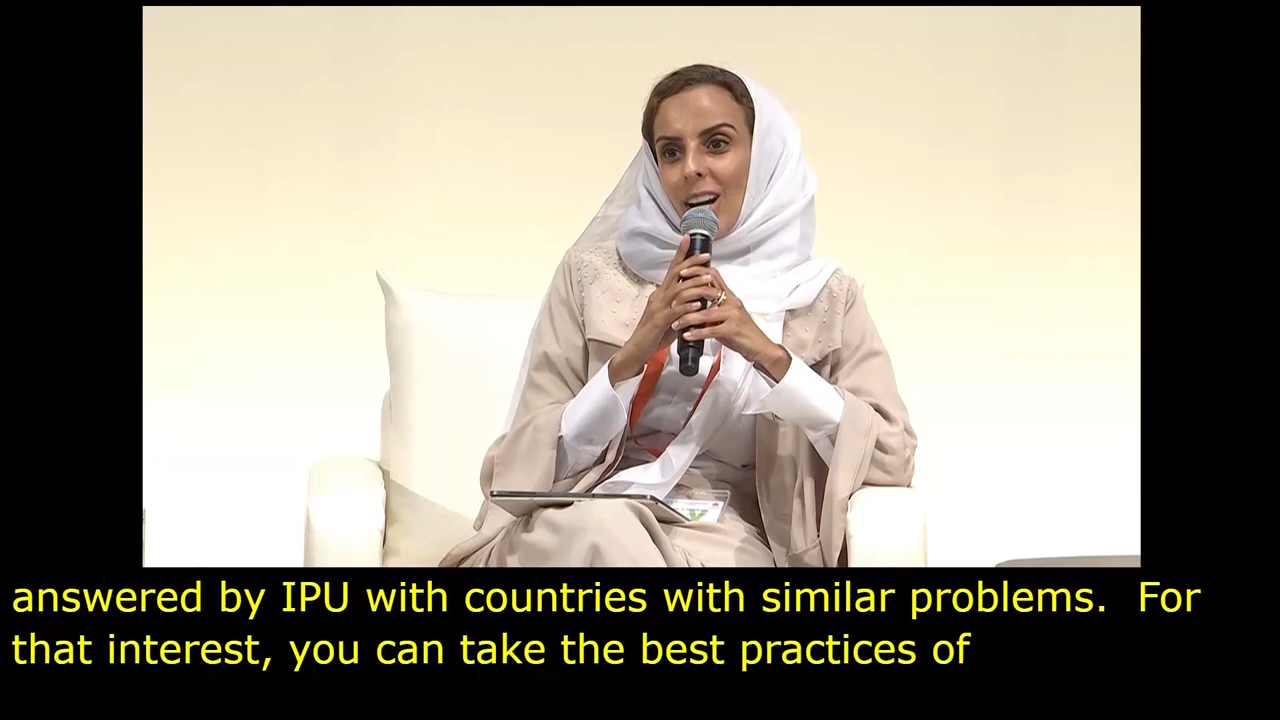 answered by IPU with countries with similar problems.  For
that interest, you can take the best practices of